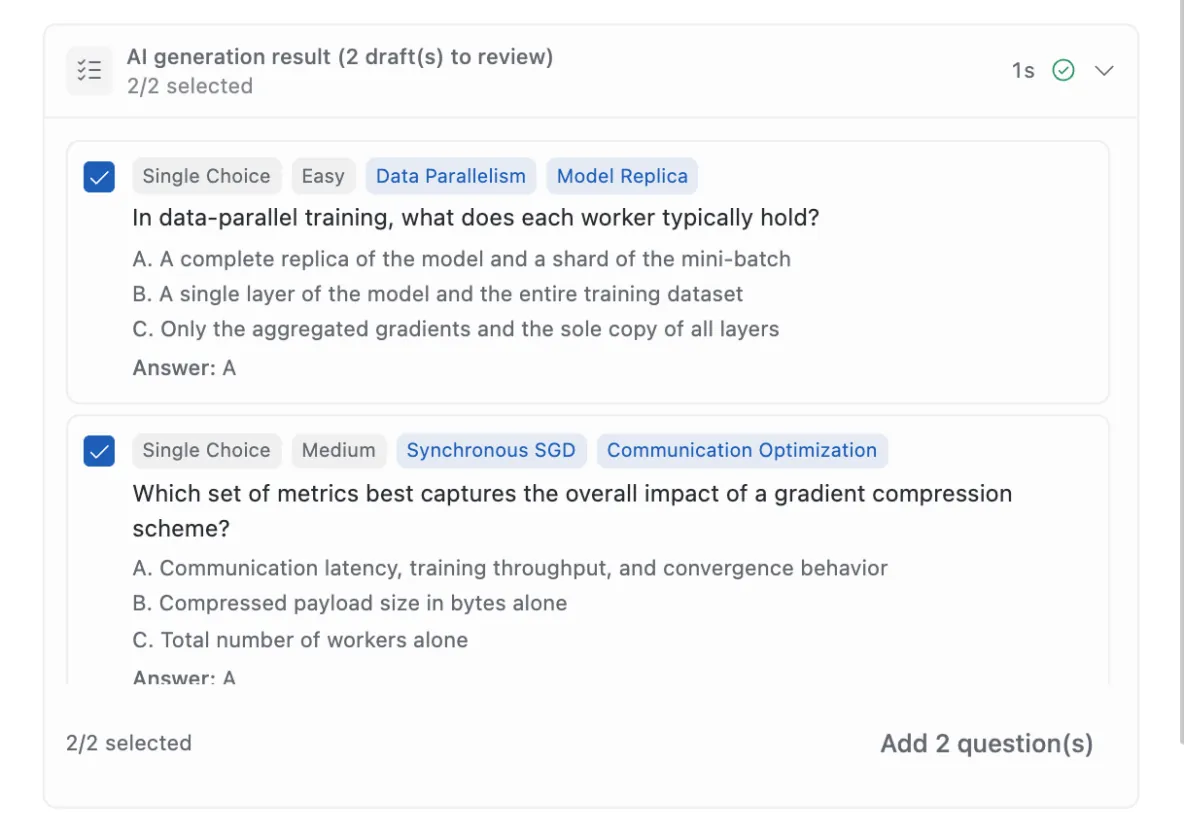 AI generation result (2 draft(s) to review)
2/2 selected
1s
Single Choice Easy Data Parallelism Model Replica
In data-parallel training, what does each worker typically hold?
A. A complete replica of the model and a shard of the mini-batch
B. A single layer of the model and the entire training dataset
C. Only the aggregated gradients and the sole copy of all layers
Answer: A
Single Choice Medium Synchronous SGD Communication Optimization
Which set of metrics best captures the overall impact of a gradient compression
scheme?
A. Communication latency, training throughput, and convergence behavior
B. Compressed payload size in bytes alone
C. Total number of workers alone
Answer: A
2/2 selected
Add 2 question(s)